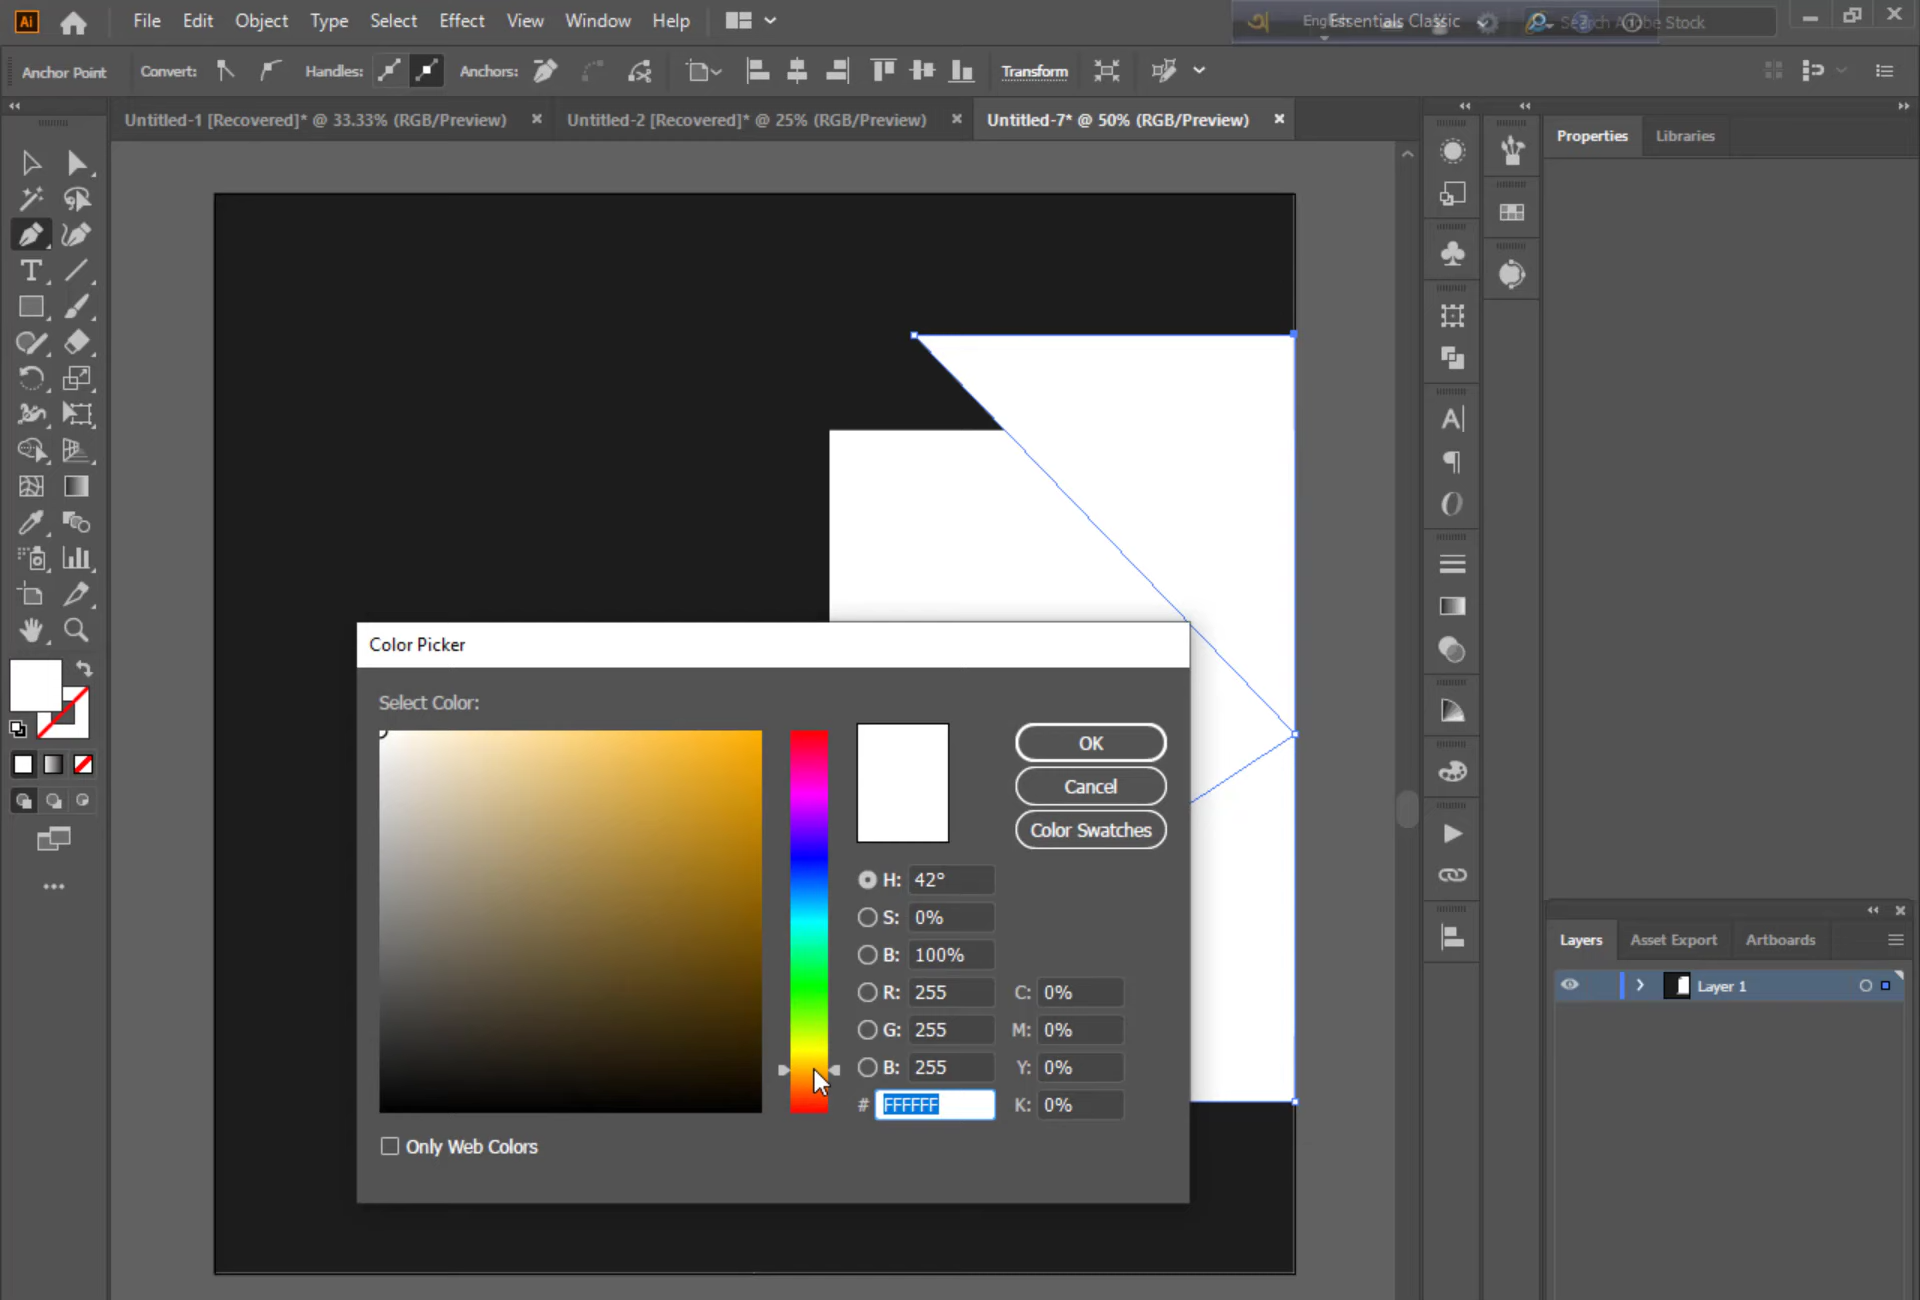 Ai File Edit Object Type Select Effect View Window Help Essentials Classic Search Adobe Stock
Anchor Point Convert: Handles: Anchors: Transform
Untitled-1 [Recovered]* @ 33.33% (RGB/Preview) Untitled-2 [Recovered]* @ 25% (RGB/Preview) Untitled-7* @ 50% (RGB/Preview)
Properties Libraries
Color Picker
Select Color:
OK
Cancel
Color Swatches
H: 42°
S: 0%
B: 100%
R: 255 C: 0%
G: 255 M: 0%
B: 255 Y: 0%
# FFFFFF K: 0%
Only Web Colors
Layers Asset Export Artboards
Layer 1